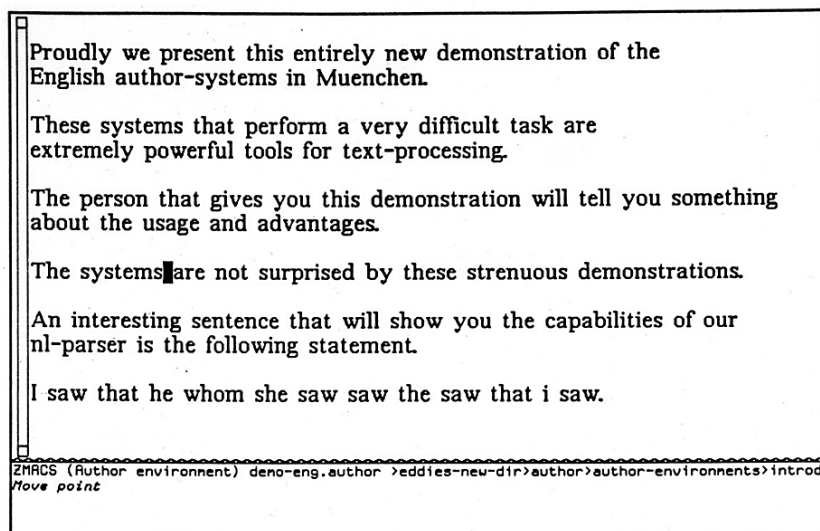 Proudly we present this entirely new demonstration of the
English author-systems in Muenchen.
These systems that perform a very difficult task are
extremely powerful tools for text-processing.
The person that gives you this demonstration will tell you something
about the usage and advantages.
The systems are not surprised by these strenuous demonstrations.
An interesting sentence that will show you the capabilities of our
nl-parser is the following statement.
I saw that he whom she saw saw the saw that i saw.
ZMACS (Author environment) demo-eng.author >eddies-new-dir>author>author-environments>introd
Move point